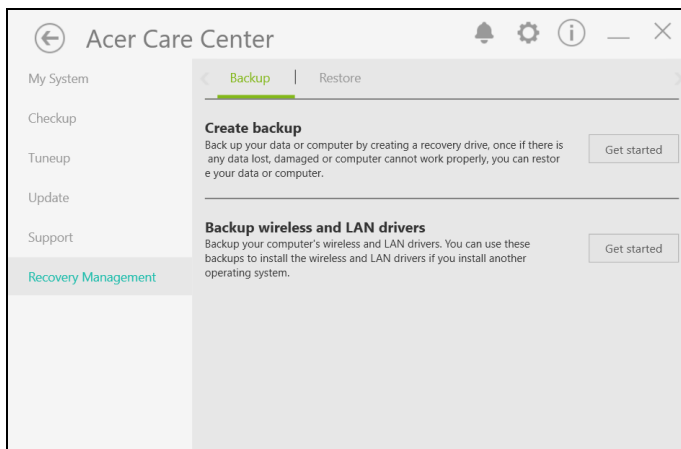 Acer Care Center
My System
Checkup
Tuneup
Update
Support
Recovery Management
Backup | Restore
Create backup
Back up your data or computer by creating a recovery drive, once if there is
any data lost, damaged or computer cannot work properly, you can restor
e your data or computer.
Get started
Backup wireless and LAN drivers
Backup your computer's wireless and LAN drivers. You can use these
backups to install the wireless and LAN drivers if you install another
operating system.
Get started